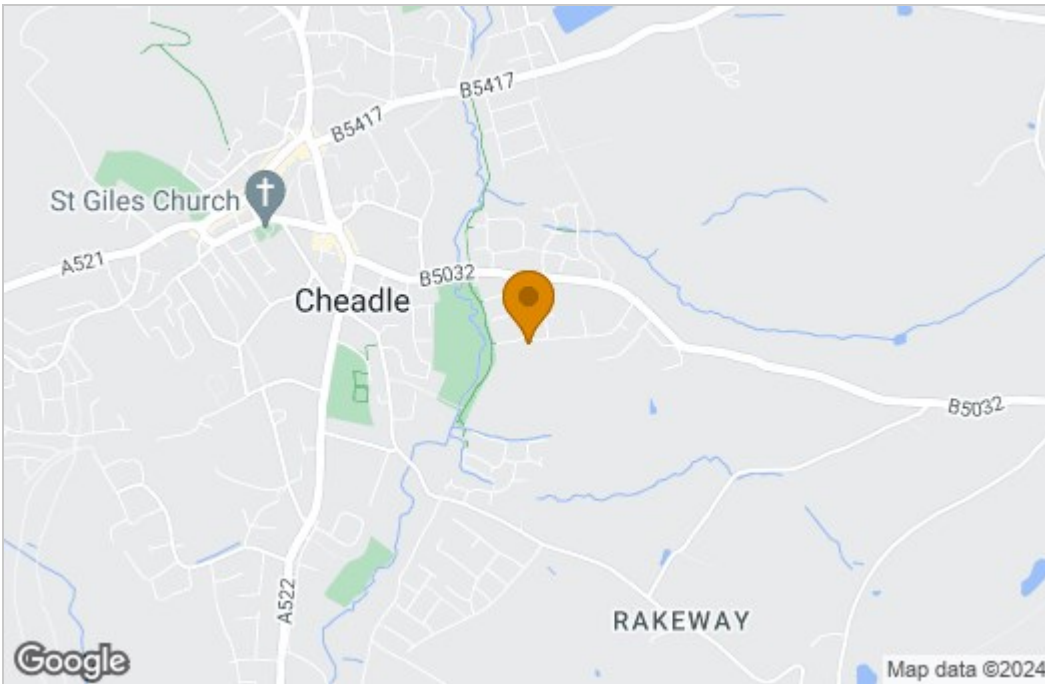 B5417
B5417
St Giles Church
A521
B5032
Cheadle
B5032
A522
RAKEWAY
Google
Map data ©2024